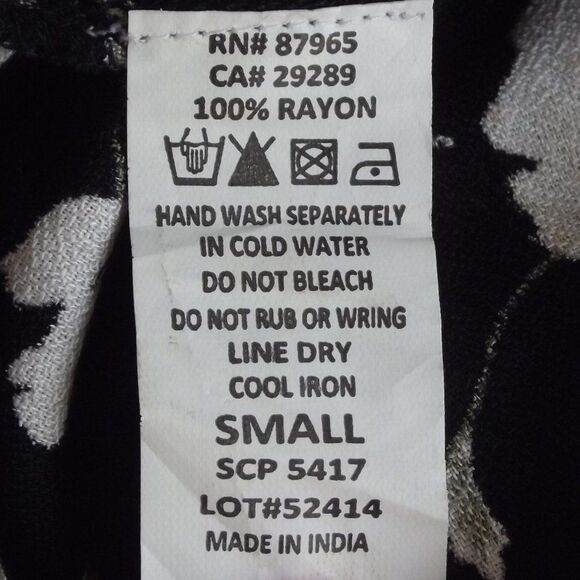 RN# 87965
CA# 29289
100% RAYON
HAND WASH SEPARATELY
IN COLD WATER
DO NOT BLEACH
DO NOT RUB OR WRING
LINE DRY
COOL IRON
SMALL
SCP 5417
LOT#52414
MADE IN INDIA